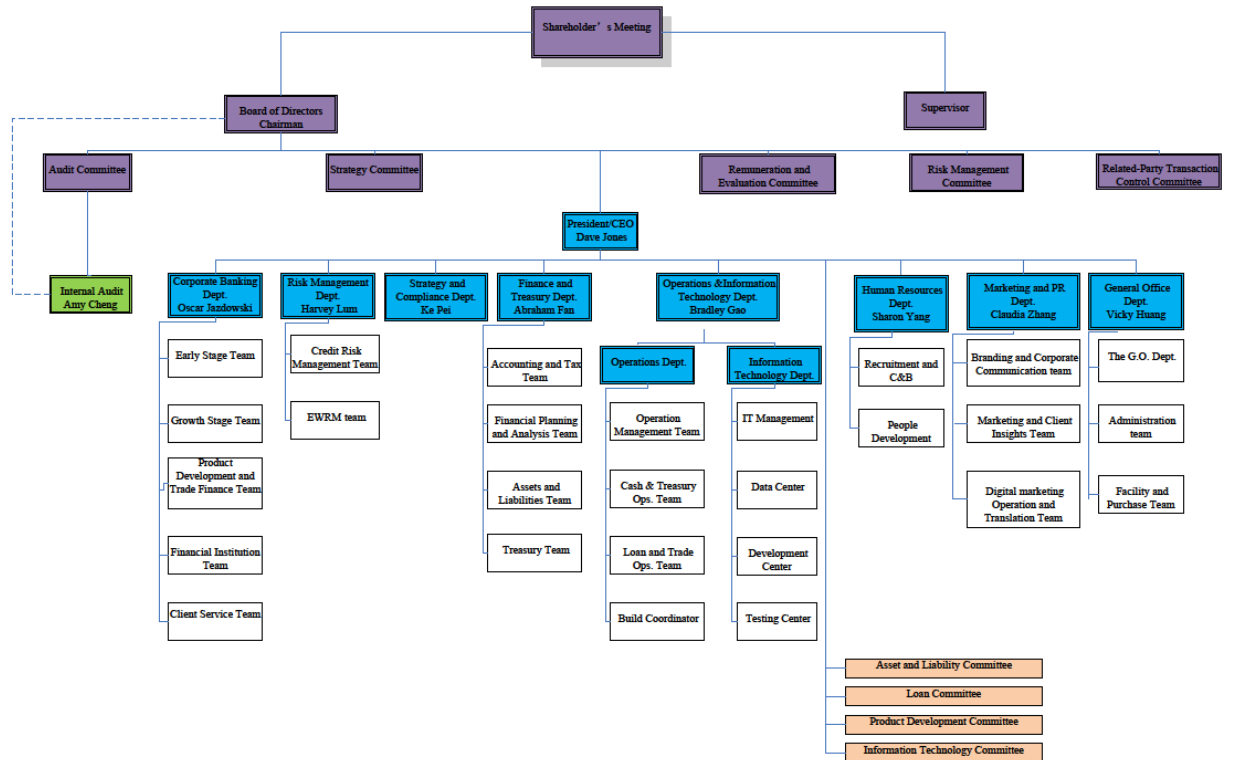 Shareholder’s Meeting
Board of Directors
Chairman
Supervisor
Audit Committee
Strategy Committee
Remuneration and
Evaluation Committee
Risk Management
Committee
Related-Party Transaction
Control Committee
President/CEO
Dave Jones
Internal Audit
Amy Cheng
Corporate Banking
Dept.
Oscar Jazdowski
Risk Management
Dept.
Harvey Lum
Strategy and
Compliance Dept.
Ke Pei
Finance and
Treasury Dept.
Abraham Fan
Operations &Information
Technology Dept.
Bradley Gao
Human Resources
Dept.
Sharon Yang
Marketing and PR
Dept.
Claudia Zhang
General Office
Dept.
Vicky Huang
Early Stage Team
Growth Stage Team
Product
Development and
Trade Finance Team
Financial Institution
Team
Client Service Team
Credit Risk
Management Team
EWRM team
Accounting and Tax
Team
Financial Planning
and Analysis Team
Assets and
Liabilities Team
Treasury Team
Operations Dept.
Operation
Management Team
Cash & Treasury
Ops. Team
Loan and Trade
Ops. Team
Build Coordinator
Information
Technology Dept.
IT Management
Data Center
Development
Center
Testing Center
Recruitment and
C&B
People
Development
Branding and Corporate
Communication team
Marketing and Client
Insights Team
Digital marketing
Operation and
Translation Team
The G.O. Dept.
Administration
team
Facility and
Purchase Team
Asset and Liability Committee
Loan Committee
Product Development Committee
Information Technology Committee